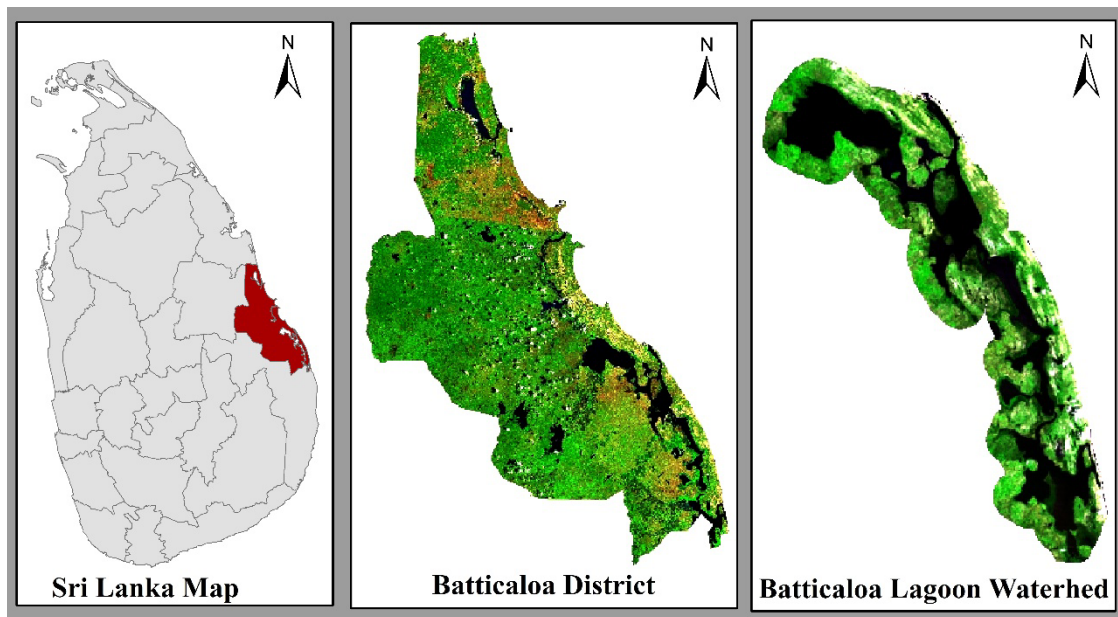 N
N
N
Sri Lanka Map
Batticaloa District
Batticaloa Lagoon Waterhed